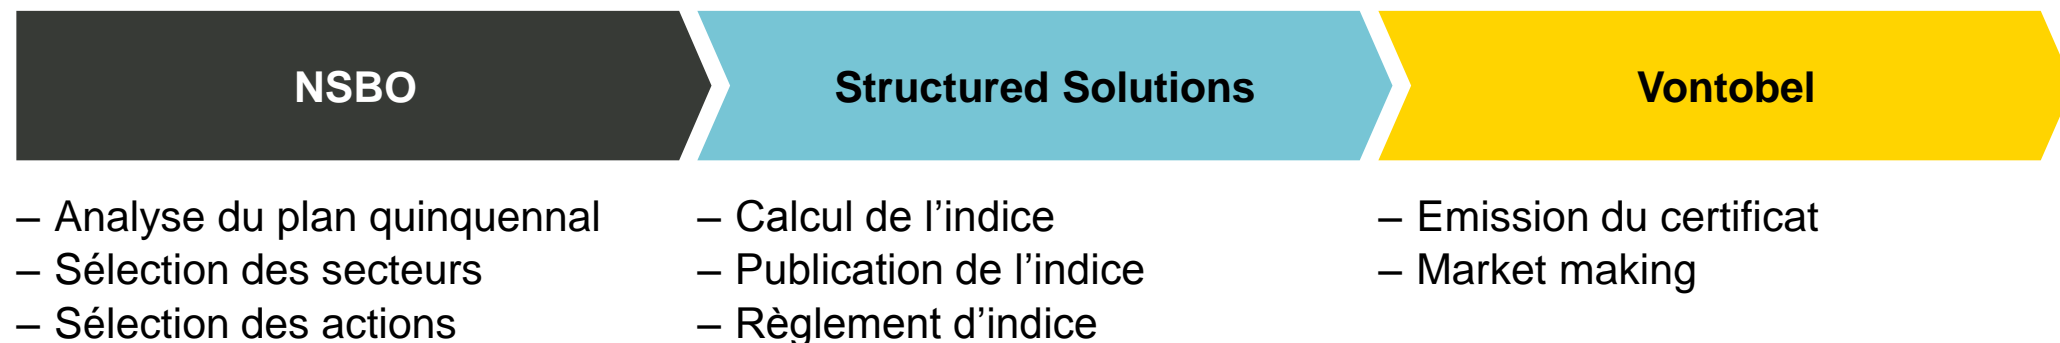 NSBO
Structured Solutions
Vontobel
– Analyse du plan quinquennal
– Sélection des secteurs
– Sélection des actions
– Calcul de l’indice
– Publication de l’indice
– Règlement d’indice
– Emission du certificat
– Market making